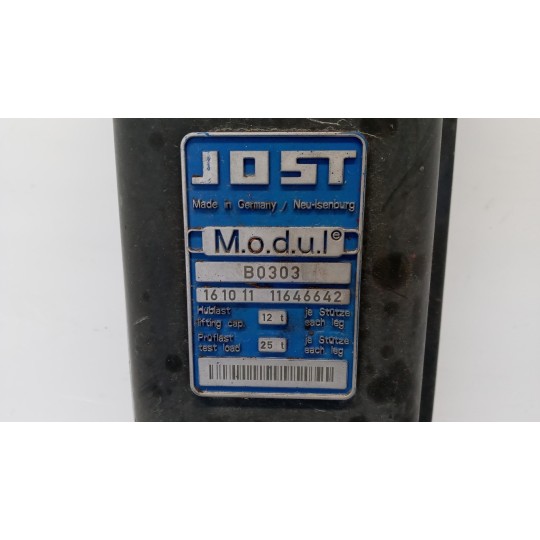 JOST
Made in Germany / Neu-Isenburg
M.o.d.u.l®
B0303
16 10 11 11646642
Hublast 12 t je Stütze
lifting cap. each leg
Prüflast 25 t je Stütze
test load each leg